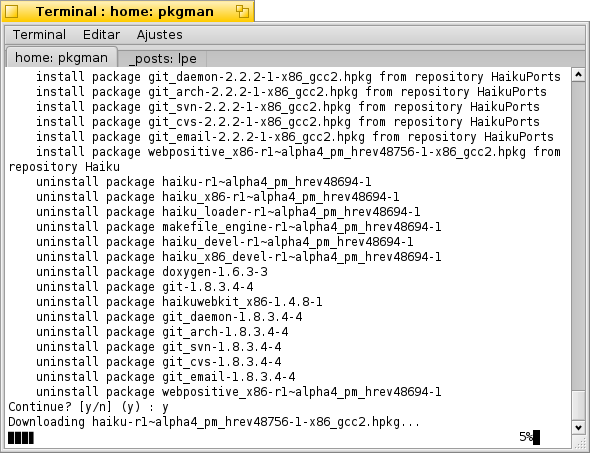 Terminal : home: pkgman
Terminal Editar Ajustes
home: pkgman _posts: lpe
install package git_daemon-2.2.2-1-x86_gcc2.hpkg from repository HaikuPorts
install package git_arch-2.2.2-1-x86_gcc2.hpkg from repository HaikuPorts
install package git_svn-2.2.2-1-x86_gcc2.hpkg from repository HaikuPorts
install package git_cvs-2.2.2-1-x86_gcc2.hpkg from repository HaikuPorts
install package git_email-2.2.2-1-x86_gcc2.hpkg from repository HaikuPorts
install package webpositive_x86-r1~alpha4_pm_hrev48756-1-x86_gcc2.hpkg from
repository Haiku
uninstall package haiku-r1~alpha4_pm_hrev48694-1
uninstall package haiku_x86-r1~alpha4_pm_hrev48694-1
uninstall package haiku_loader-r1~alpha4_pm_hrev48694-1
uninstall package makefile_engine-r1~alpha4_pm_hrev48694-1
uninstall package haiku_devel-r1~alpha4_pm_hrev48694-1
uninstall package haiku_x86_devel-r1~alpha4_pm_hrev48694-1
uninstall package doxygen-1.6.3-3
uninstall package git-1.8.3.4-4
uninstall package haikuwebkit_x86-1.4.8-1
uninstall package git_daemon-1.8.3.4-4
uninstall package git_arch-1.8.3.4-4
uninstall package git_svn-1.8.3.4-4
uninstall package git_cvs-1.8.3.4-4
uninstall package git_email-1.8.3.4-4
uninstall package webpositive_x86-r1~alpha4_pm_hrev48694-1
Continue? [y/n] (y) : y
Downloading haiku-r1~alpha4_pm_hrev48756-1-x86_gcc2.hpkg...
5%